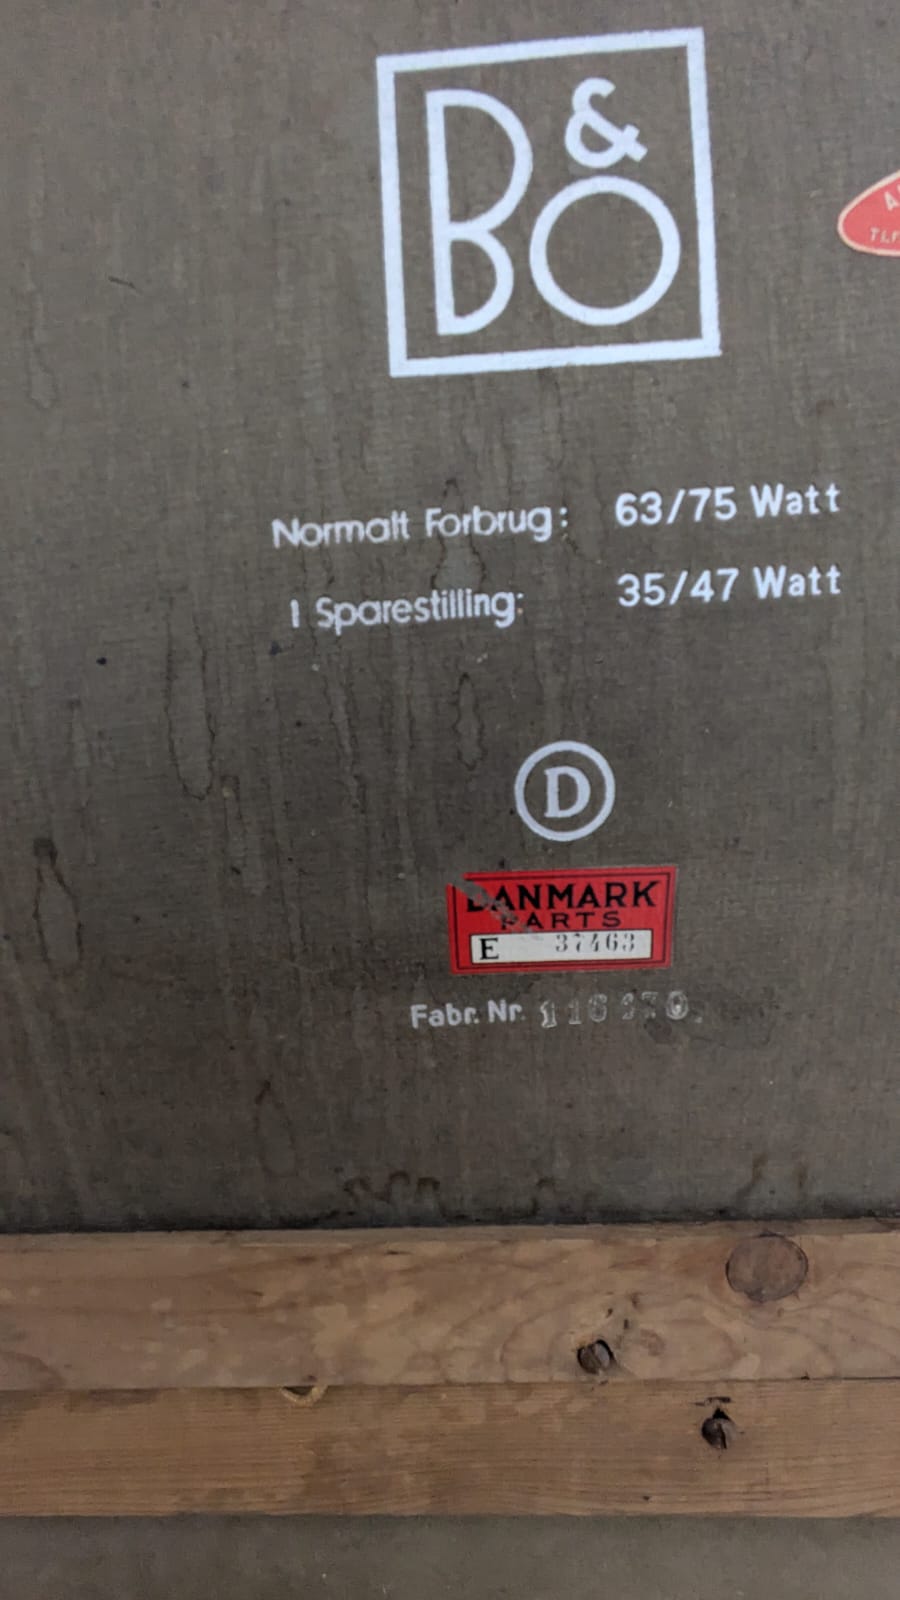 B&O
Normalt Forbrug: 63/75 Watt
I Sparestilling: 35/47 Watt
D
DANMARK
PARTS
E 37463
Fabr. Nr.